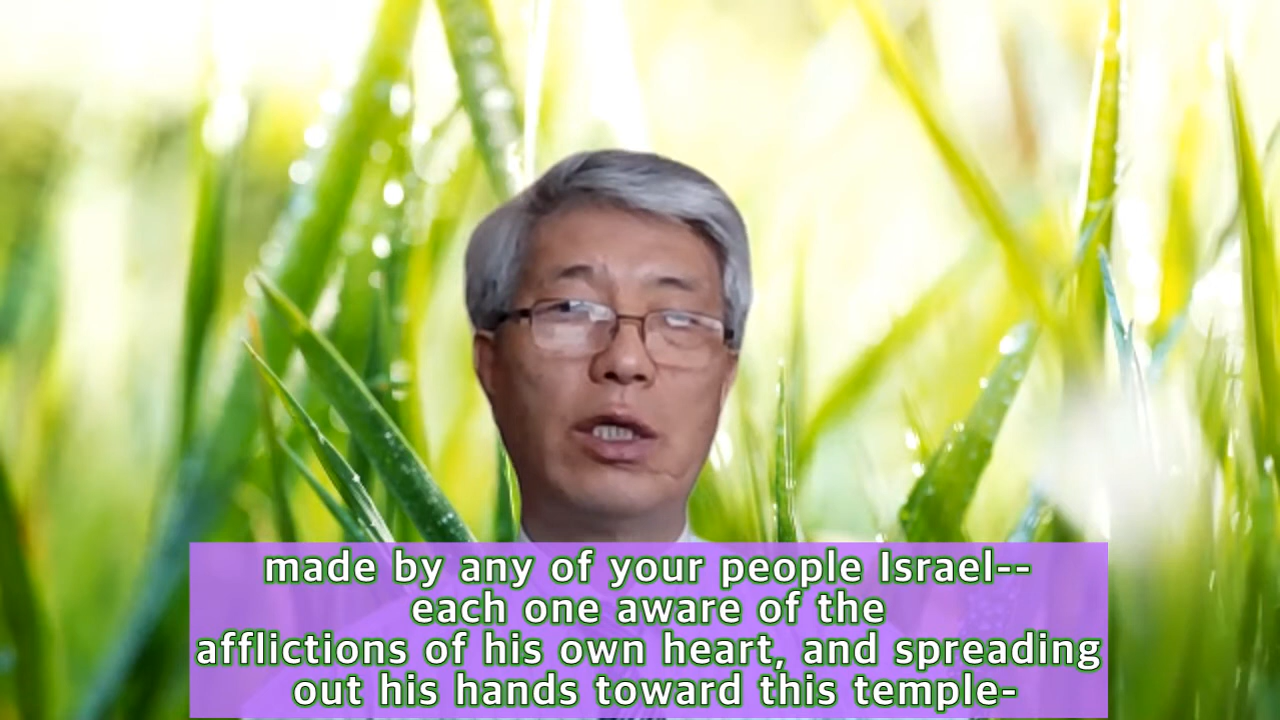 made by any of your people Israel--
each one aware of the
afflictions of his own heart, and spreading
out his hands toward this temple-